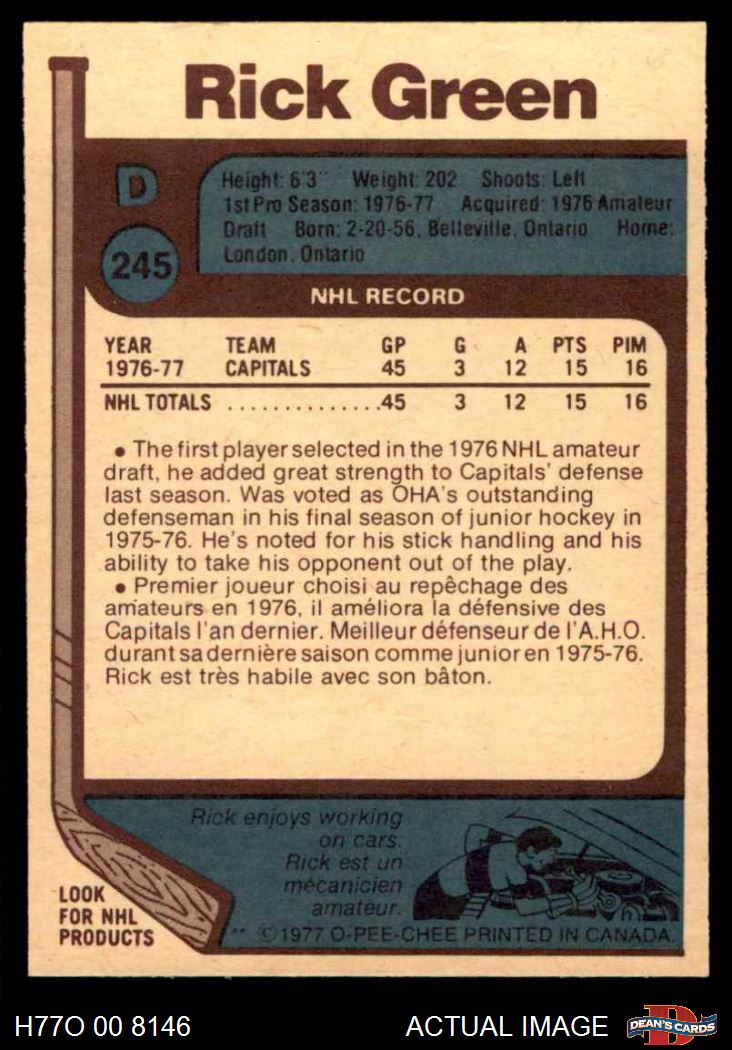 Rick Green
D
245
Height: 6'3" Weight: 202 Shoots: Left
1st Pro Season: 1976-77 Acquired: 1976 Amateur
Draft Born: 2-20-56, Belleville, Ontario Home:
London, Ontario
NHL RECORD
YEAR TEAM GP G A PTS PIM
1976-77 CAPITALS 45 3 12 15 16
NHL TOTALS ..............45 3 12 15 16
• The first player selected in the 1976 NHL amateur
draft, he added great strength to Capitals' defense
last season. Was voted as OHA's outstanding
defenseman in his final season of junior hockey in
1975-76. He's noted for his stick handling and his
ability to take his opponent out of the play.
• Premier joueur choisi au repêchage des
amateurs en 1976, il améliora la défensive des
Capitals l'an dernier. Meilleur défenseur de l'A.H.O.
durant sa dernière saison comme junior en 1975-76.
Rick est très habile avec son bâton.
Rick enjoys working
on cars.
Rick est un
mécanicien
amateur.
LOOK
FOR NHL
PRODUCTS
** ©1977 O-PEE-CHEE PRINTED IN CANADA.
H77O 00 8146
ACTUAL IMAGE
D
DEAN'S CARDS